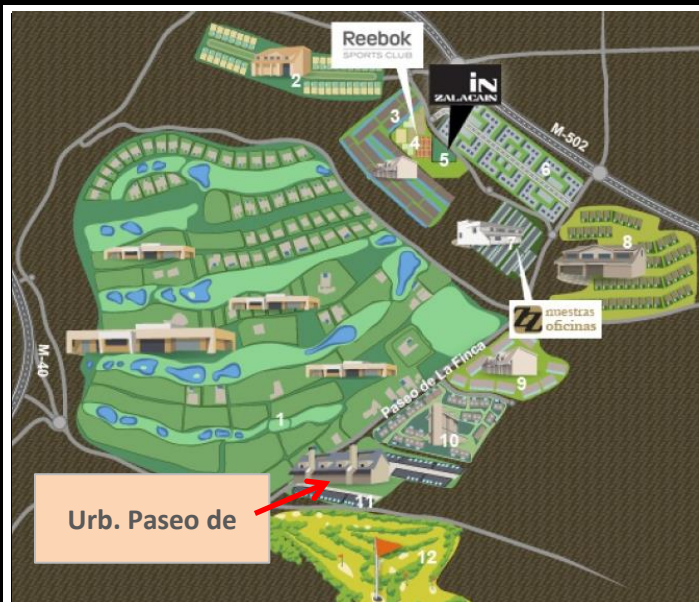 Reebok
SPORTS CLUB
2
in
ZALACAIN
3
4
5
M-502
6
7
8
nuestras
oficinas
M-40
Paseo de La Finca
9
1
10
Urb. Paseo de
11
12